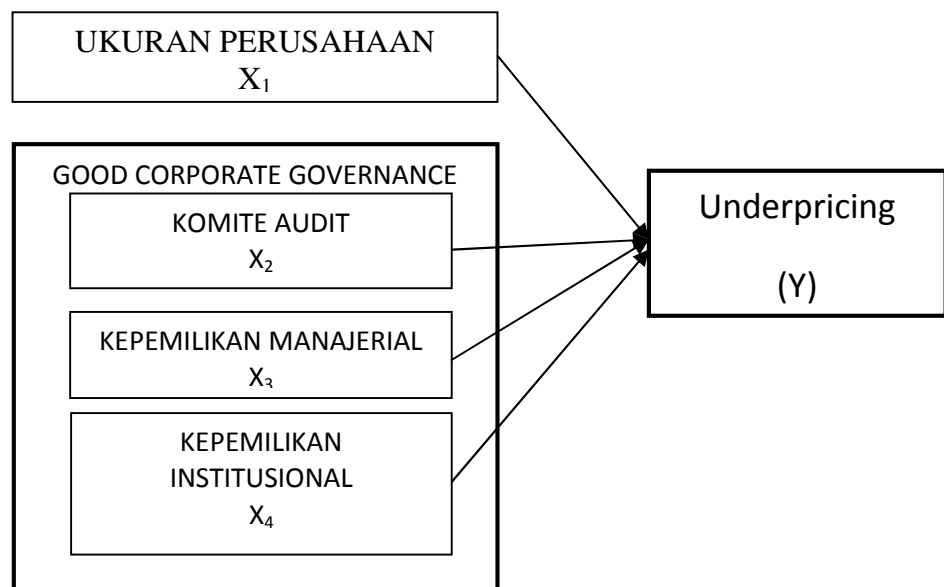 UKURAN PERUSAHAAN
X₁
GOOD CORPORATE GOVERNANCE
KOMITE AUDIT
X₂
KEPEMILIKAN MANAJERIAL
X₃
KEPEMILIKAN
INSTITUSIONAL
X₄
Underpricing
(Y)